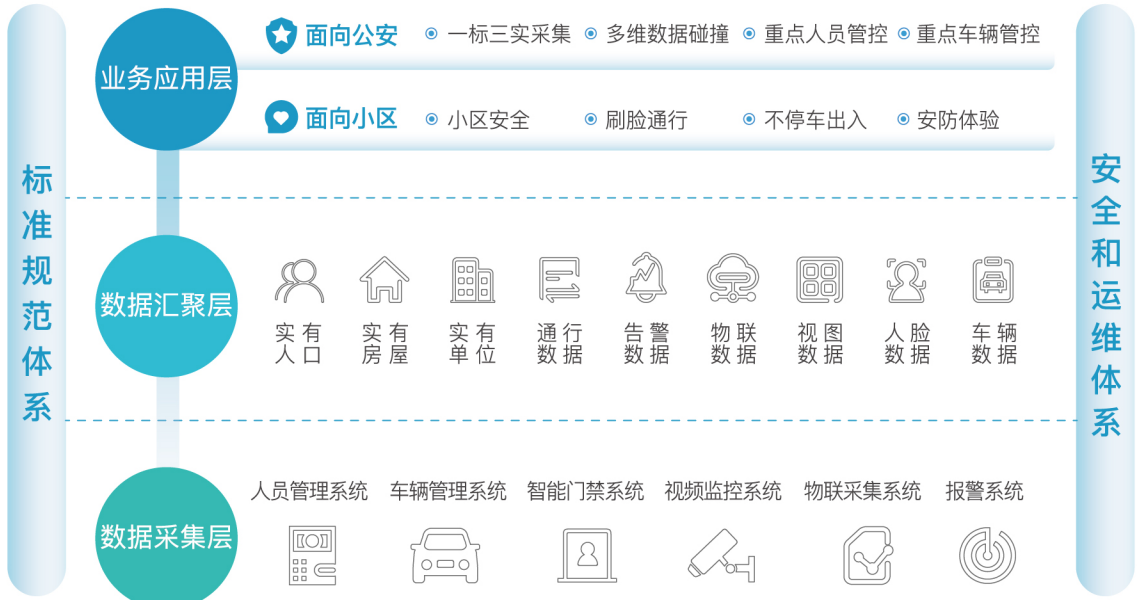 标准规范体系
业务应用层
面向公安 一标三实采集 多维数据碰撞 重点人员管控 重点车辆管控
面向小区 小区安全 刷脸通行 不停车出入 安防体验
数据汇聚层
实有人口
实有房屋
实有单位
通行数据
告警数据
物联数据
视图数据
人脸数据
车辆数据
数据采集层
人员管理系统 车辆管理系统 智能门禁系统 视频监控系统 物联采集系统 报警系统
安全和运维体系